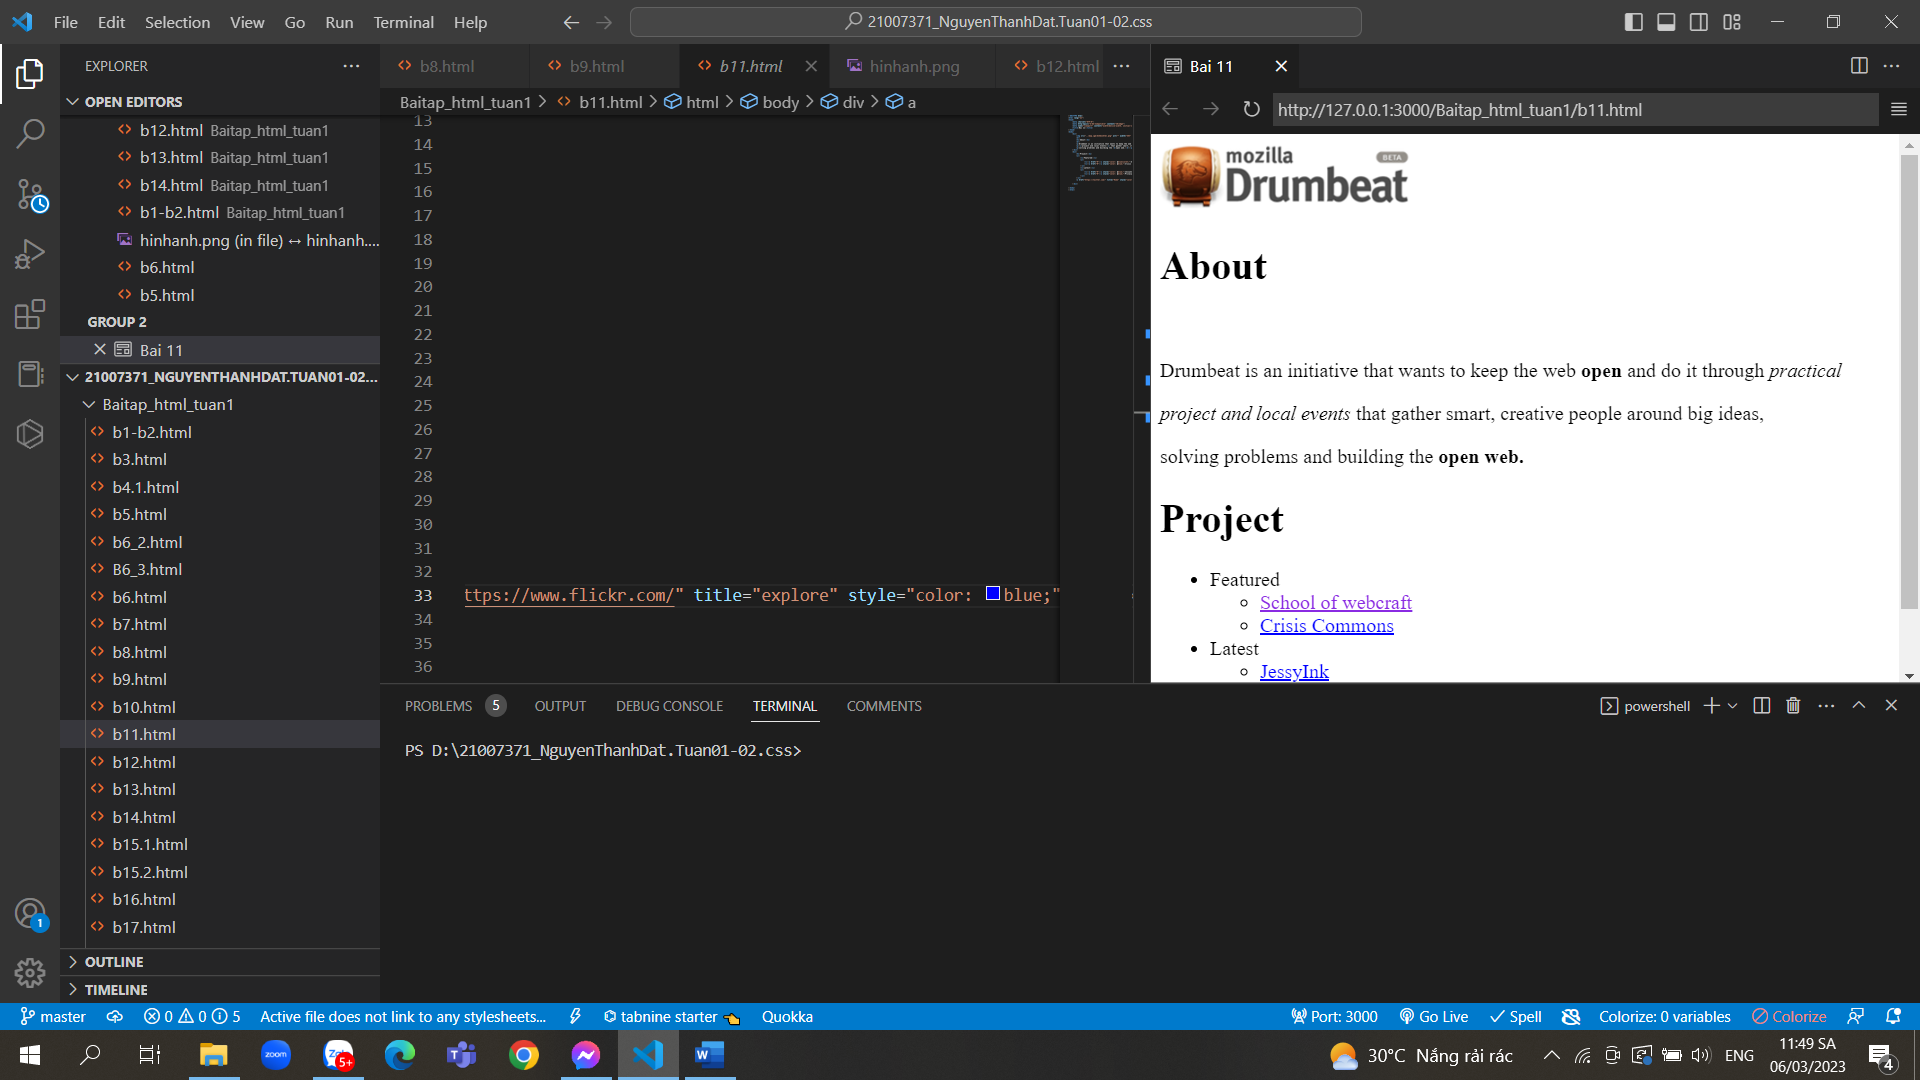 File Edit Selection View Go Run Terminal Help
21007371_NguyenThanhDat.Tuan01-02.css
EXPLORER
OPEN EDITORS
b12.html Baitap_html_tuan1
b13.html Baitap_html_tuan1
b14.html Baitap_html_tuan1
b1-b2.html Baitap_html_tuan1
hinhanh.png (in file) ↔ hinhanh....
b6.html
b5.html
GROUP 2
Bai 11
21007371_NGUYENTHANHDAT.TUAN01-02...
Baitap_html_tuan1
b1-b2.html
b3.html
b4.1.html
b5.html
b6_2.html
B6_3.html
b6.html
b7.html
b8.html
b9.html
b10.html
b11.html
b12.html
b13.html
b14.html
b15.1.html
b15.2.html
b16.html
b17.html
OUTLINE
TIMELINE
b8.html b9.html b11.html hinhanh.png b12.html
Baitap_html_tuan1 > b11.html > html > body > div > a
13
14
15
16
17
18
19
20
21
22
23
24
25
26
27
28
29
30
31
32
33 ttps://www.flickr.com/" title="explore" style="color: blue;"
34
35
36
Bai 11
http://127.0.0.1:3000/Baitap_html_tuan1/b11.html
mozilla BETA
Drumbeat
About
Drumbeat is an initiative that wants to keep the web open and do it through practical
project and local events that gather smart, creative people around big ideas,
solving problems and building the open web.
Project
Featured
School of webcraft
Crisis Commons
Latest
JessyInk
PROBLEMS 5 OUTPUT DEBUG CONSOLE TERMINAL COMMENTS
powershell
PS D:\21007371_NguyenThanhDat.Tuan01-02.css>
1
master 0 0 5 Active file does not link to any stylesheets... tabnine starter Quokka
Port: 3000 Go Live Spell Colorize: 0 variables Colorize
zoom
5+
30°C Nắng rải rác ENG
11:49 SA
06/03/2023
4